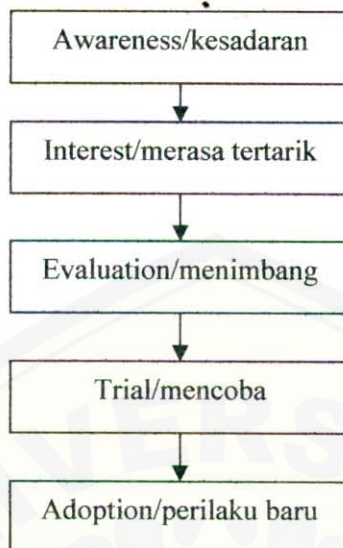 Awareness/kesadaran
Interest/merasa tertarik
Evaluation/menimbang
Trial/mencoba
Adoption/perilaku baru